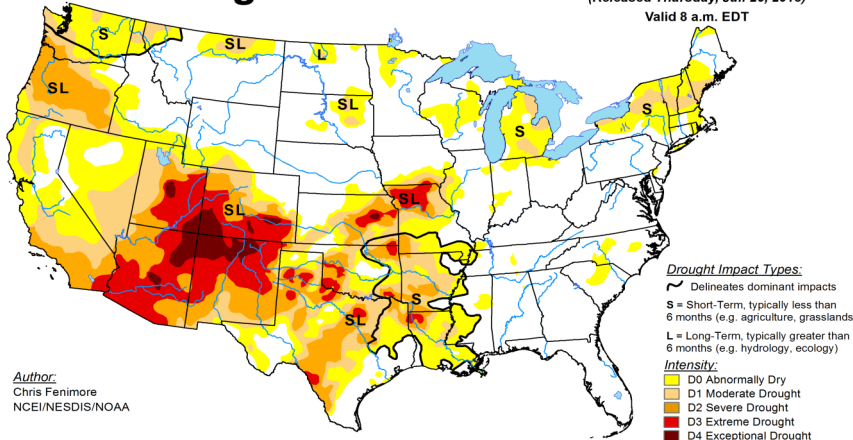 Valid 8 a.m. EDT
S
SL
L
SL
SL
S
S
SL
SL
S
SL
Drought Impact Types:
Delineates dominant impacts
S = Short-Term, typically less than
6 months (e.g. agriculture, grasslands
L = Long-Term, typically greater than
6 months (e.g. hydrology, ecology)
Intensity:
D0 Abnormally Dry
D1 Moderate Drought
D2 Severe Drought
D3 Extreme Drought
D4 Exceptional Drought
Author:
Chris Fenimore
NCEI/NESDIS/NOAA